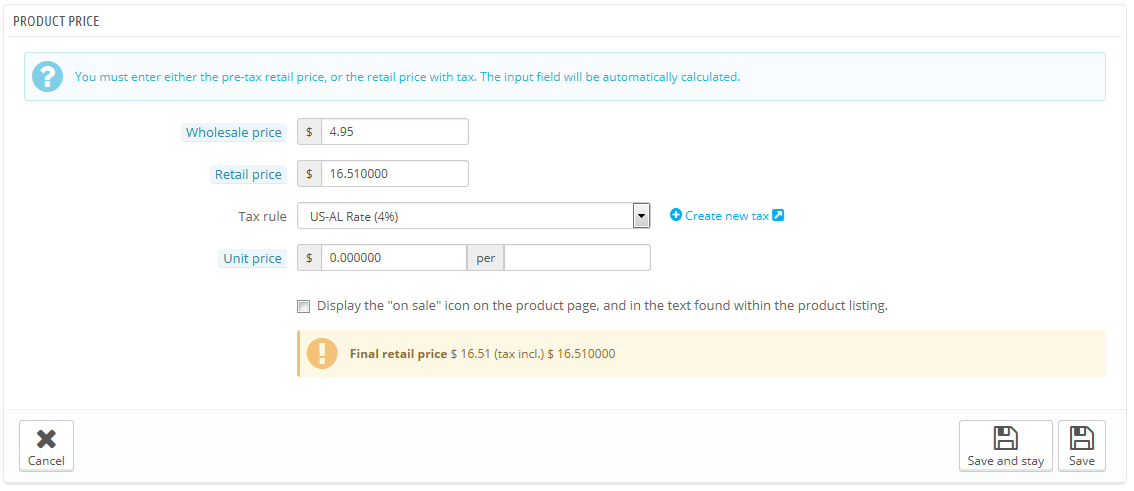 PRODUCT PRICE
You must enter either the pre-tax retail price, or the retail price with tax. The input field will be automatically calculated.
Wholesale price $ 4.95
Retail price $ 16.510000
Tax rule US-AL Rate (4%) Create new tax
Unit price $ 0.000000 per
Display the "on sale" icon on the product page, and in the text found within the product listing.
Final retail price $ 16.51 (tax incl.) $ 16.510000
Cancel Save and stay Save